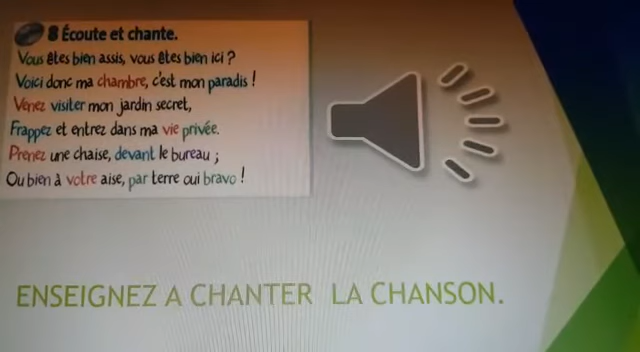 8 Écoute et chante.
Vous êtes bien assis, vous êtes bien ici ?
Voici donc ma chambre, c'est mon paradis !
Venez visiter mon jardin secret,
Frappez et entrez dans ma vie privée.
Prenez une chaise, devant le bureau ;
Ou bien à votre aise, par terre oui bravo !
ENSEIGNEZ A CHANTER LA CHANSON.